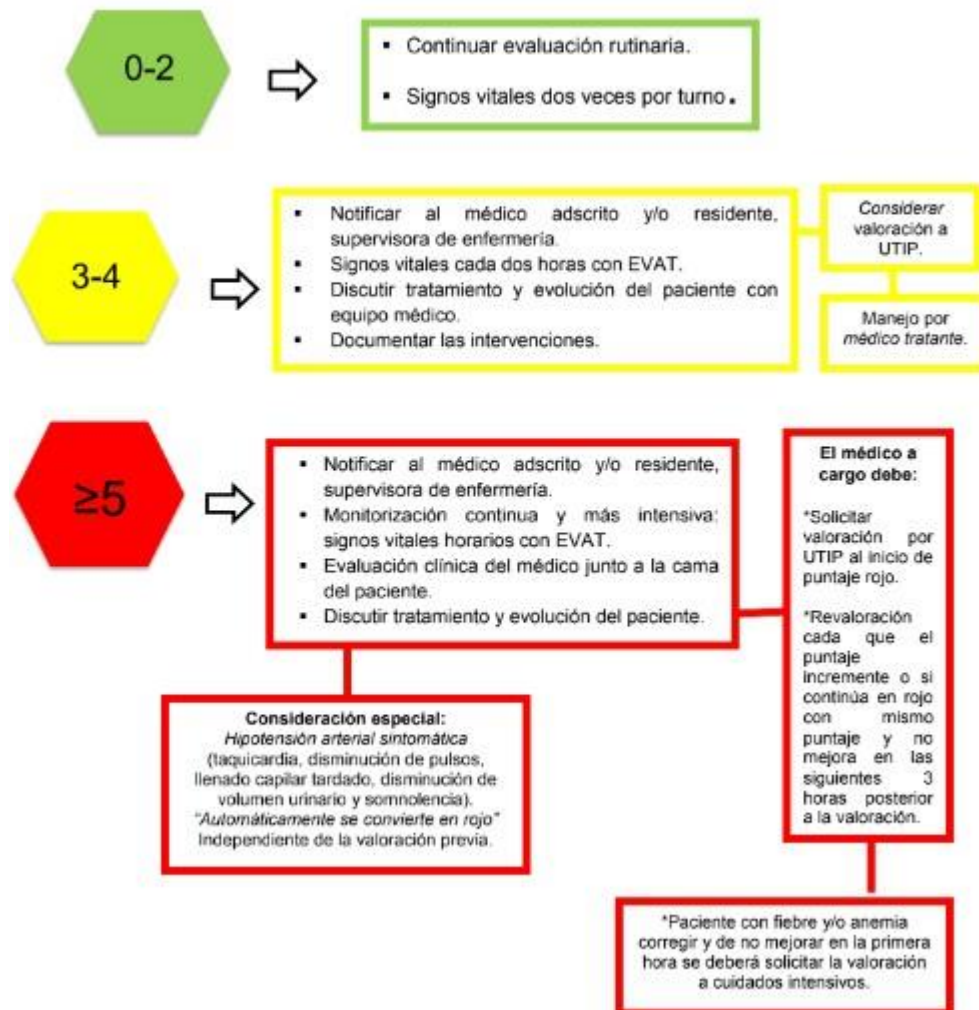 0-2
▪ Continuar evaluación rutinaria.
▪ Signos vitales dos veces por turno.
3-4
▪ Notificar al médico adscrito y/o residente,
supervisora de enfermería.
▪ Signos vitales cada dos horas con EVAT.
▪ Discutir tratamiento y evolución del paciente con
equipo médico.
▪ Documentar las intervenciones.
Considerar
valoración a
UTIP.
Manejo por
médico tratante.
≥5
▪ Notificar al médico adscrito y/o residente,
supervisora de enfermería.
▪ Monitorización continua y más intensiva:
signos vitales horarios con EVAT.
▪ Evaluación clínica del médico junto a la cama
del paciente.
▪ Discutir tratamiento y evolución del paciente.
El médico a
cargo debe:
*Solicitar
valoración por
UTIP al inicio de
puntaje rojo.
*Revaloración
cada que el
puntaje
incremente o si
continúa en rojo
con mismo
puntaje y no
mejora en las
siguientes 3
horas posterior
a la valoración.
Consideración especial:
Hipotensión arterial sintomática
(taquicardia, disminución de pulsos,
llenado capilar tardado, disminución de
volumen urinario y somnolencia).
"Automáticamente se convierte en rojo"
Independiente de la valoración previa.
*Paciente con fiebre y/o anemia
corregir y de no mejorar en la primera
hora se deberá solicitar la valoración
a cuidados intensivos.